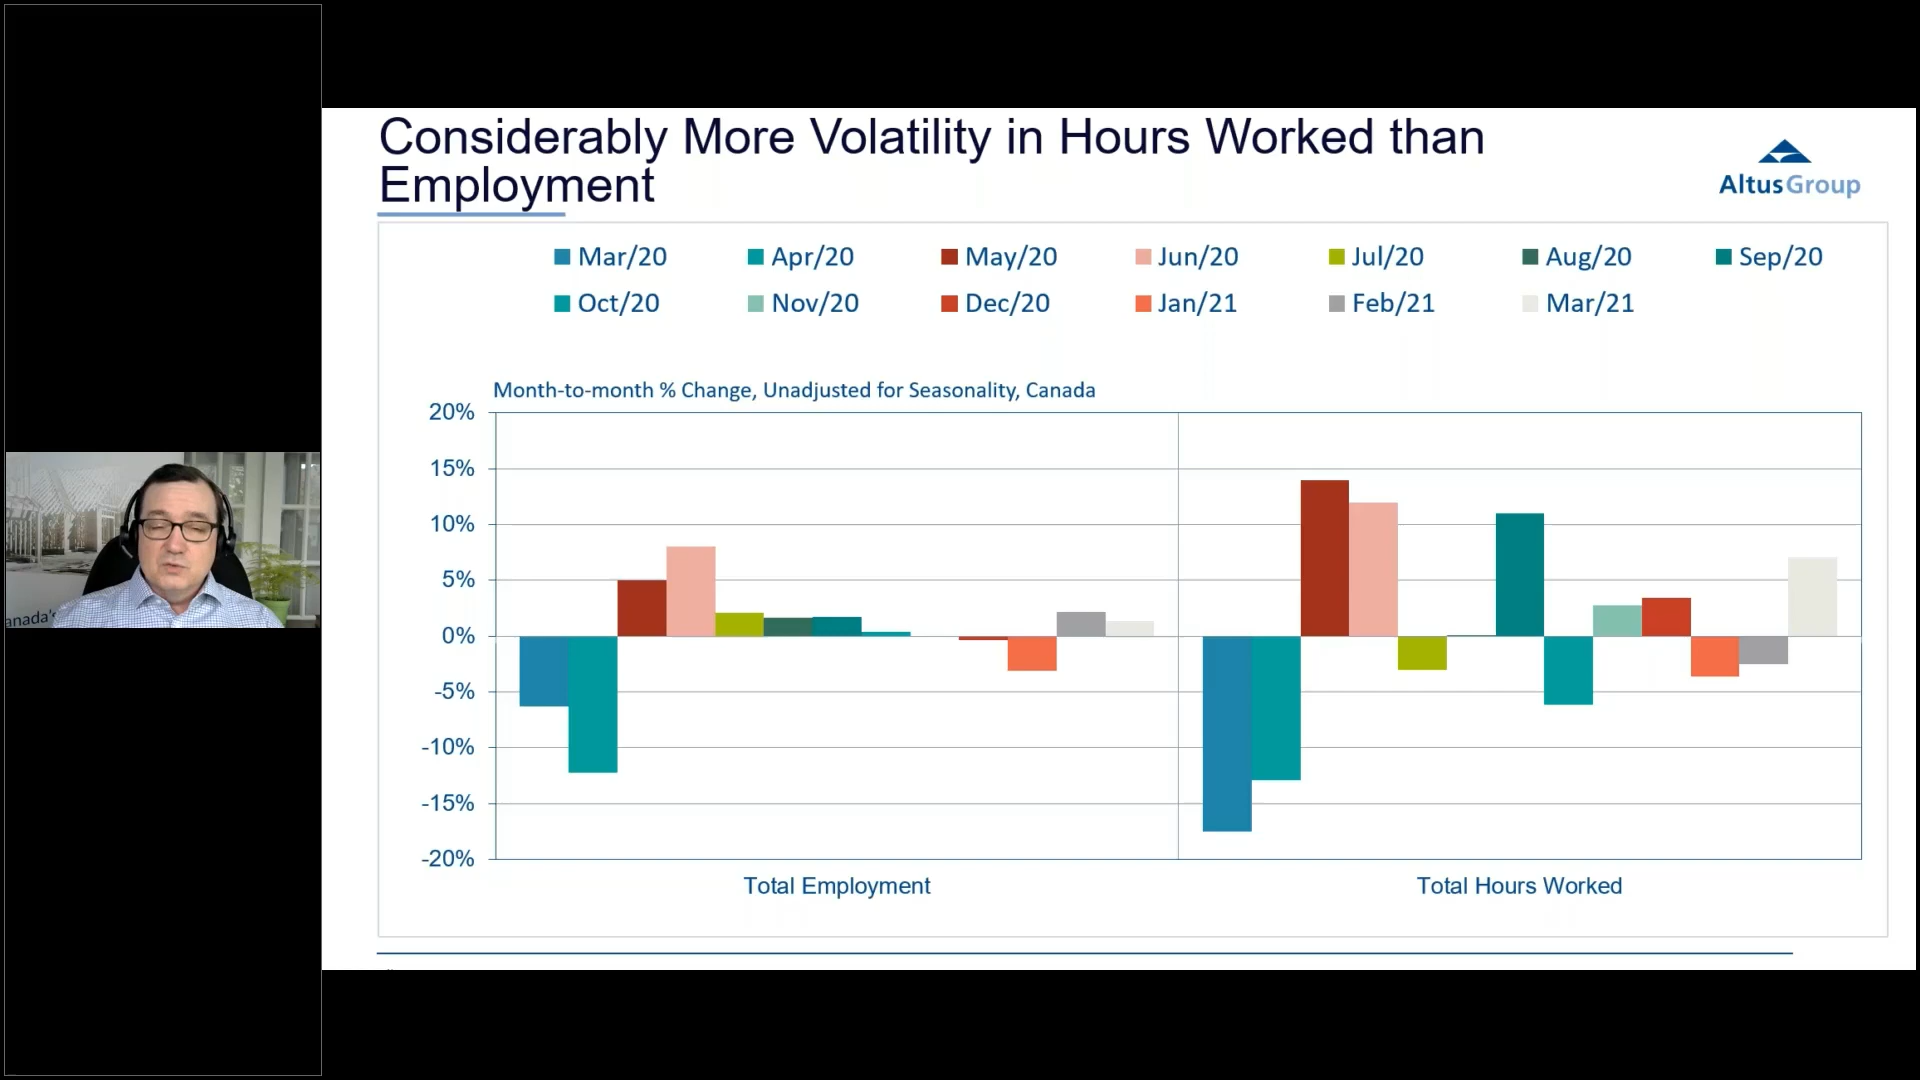 Considerably More Volatility in Hours Worked than
Employment
AltusGroup
Mar/20 Apr/20 May/20 Jun/20 Jul/20 Aug/20 Sep/20
Oct/20 Nov/20 Dec/20 Jan/21 Feb/21 Mar/21
Month-to-month % Change, Unadjusted for Seasonality, Canada
20%
15%
10%
5%
0%
-5%
-10%
-15%
-20%
Total Employment Total Hours Worked
anada's